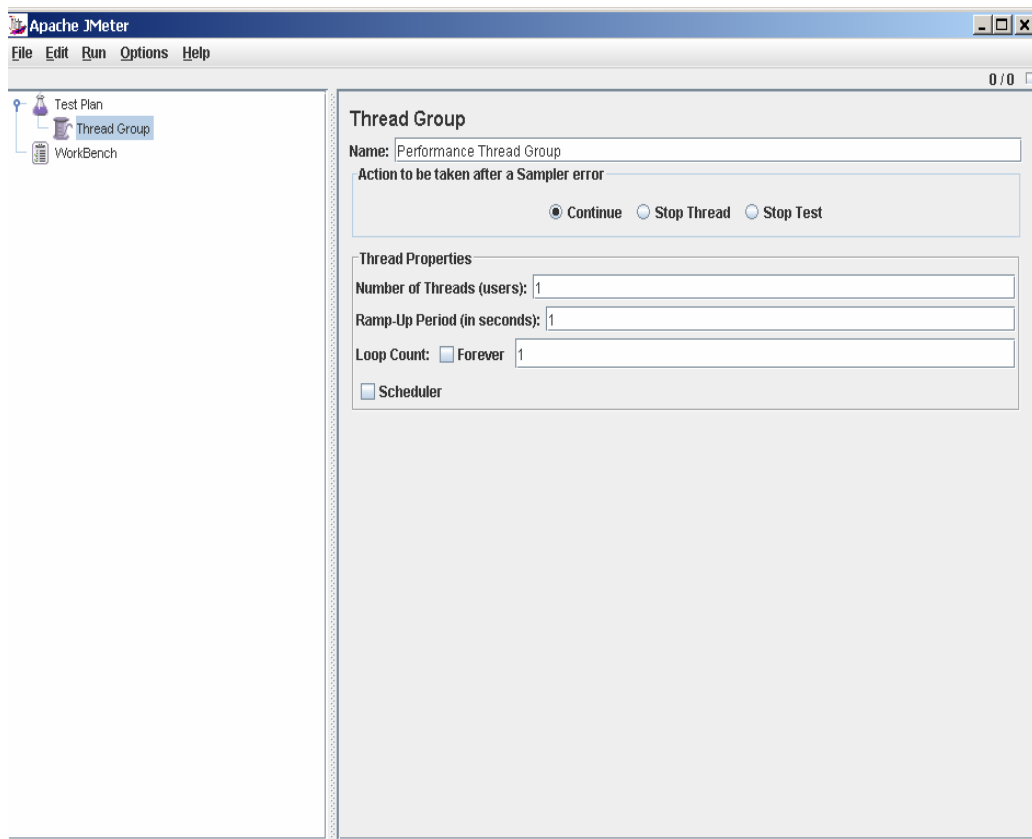 Apache JMeter
File Edit Run Options Help
0 / 0
Test Plan
Thread Group
WorkBench
Thread Group
Name: Performance Thread Group
Action to be taken after a Sampler error
Continue Stop Thread Stop Test
Thread Properties
Number of Threads (users): 1
Ramp-Up Period (in seconds): 1
Loop Count: Forever 1
Scheduler